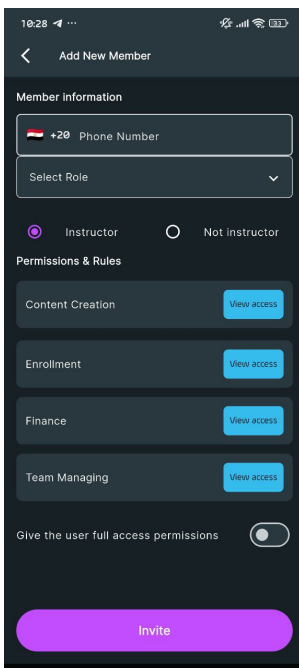 10:28
Add New Member
Member information
+20 Phone Number
Select Role
Instructor Not instructor
Permissions & Rules
Content Creation View access
Enrollment View access
Finance View access
Team Managing View access
Give the user full access permissions
Invite